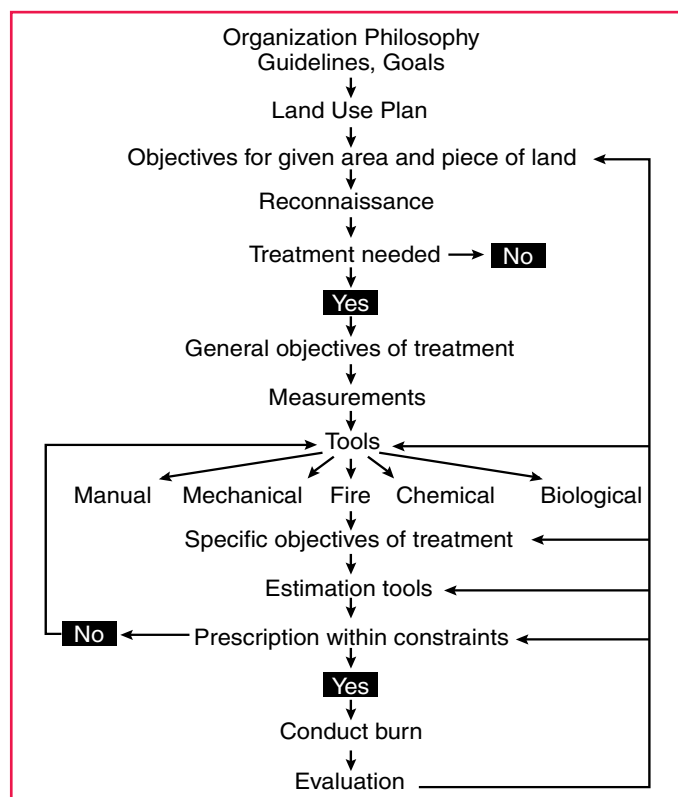 Organization Philosophy
Guidelines, Goals
Land Use Plan
Objectives for given area and piece of land
Reconnaissance
Treatment needed
No
Yes
General objectives of treatment
Measurements
Tools
Manual Mechanical Fire Chemical Biological
Specific objectives of treatment
Estimation tools
No Prescription within constraints
Yes
Conduct burn
Evaluation